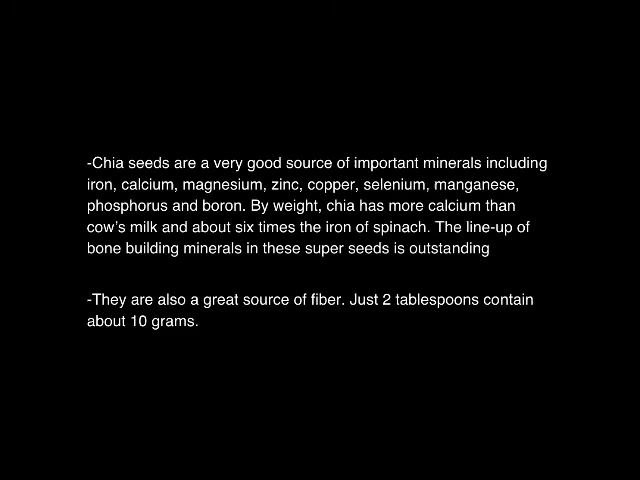 -Chia seeds are a very good source of important minerals including
iron, calcium, magnesium, zinc, copper, selenium, manganese,
phosphorus and boron. By weight, chia has more calcium than
cow's milk and about six times the iron of spinach. The line-up of
bone building minerals in these super seeds is outstanding
-They are also a great source of fiber. Just 2 tablespoons contain
about 10 grams.